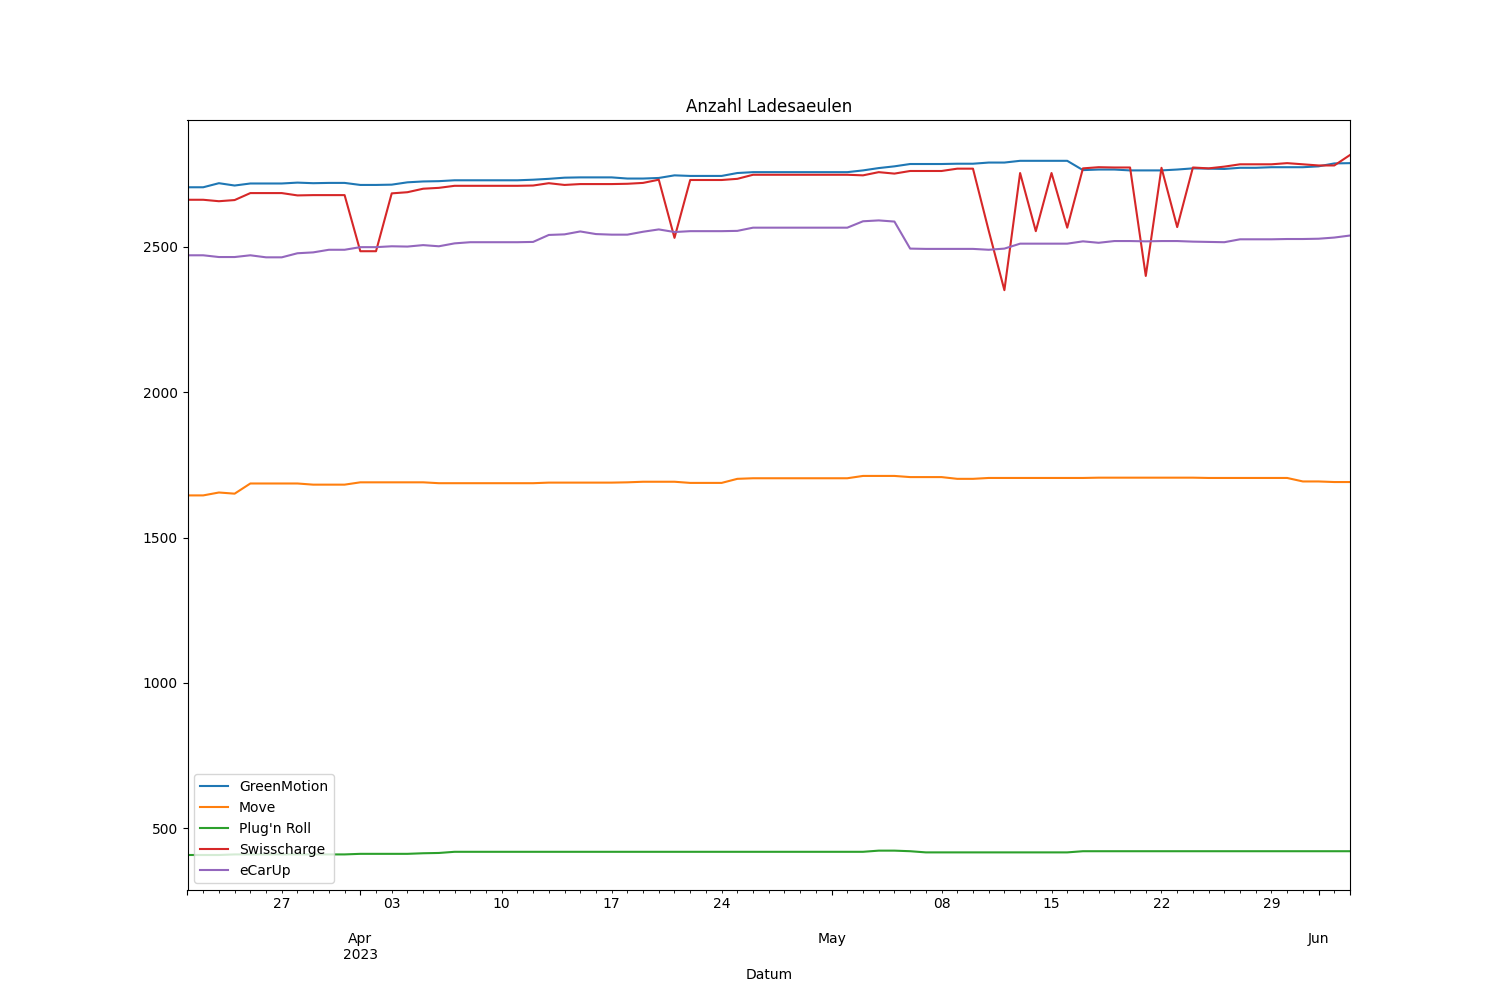 Anzahl Ladesaeulen
2500
2000
1500
1000
500
GreenMotion
Move
Plug'n Roll
Swisscharge
eCarUp
27 03 10 17 24 08 15 22 29
Apr May Jun
2023
Datum